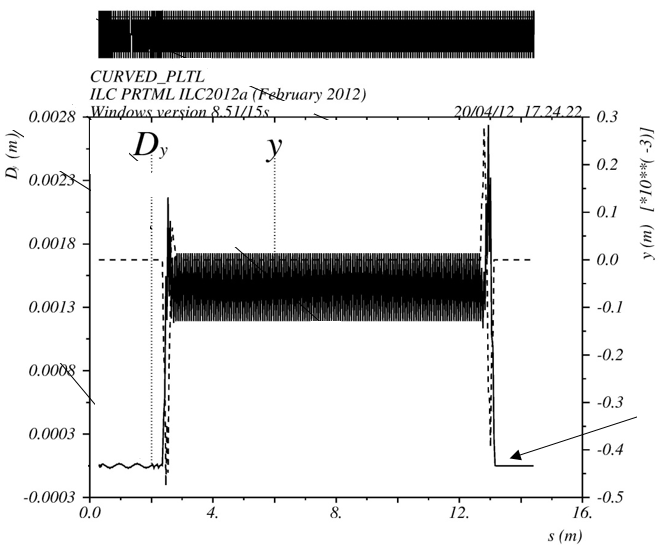 CURVED_PLTL
ILC PRTML ILC2012a (February 2012)
Windows version 8.51/15s 20/04/12 17.24.22
0.0028
0.0023
0.0018
0.0013
0.0008
0.0003
-0.0003
Dy (m)
Dy
y
0.3
0.2
0.1
0.0
-0.1
-0.2
-0.3
-0.4
-0.5
y (m) [*10**( -3)]
0.0 4. 8. 12. 16.
s (m)